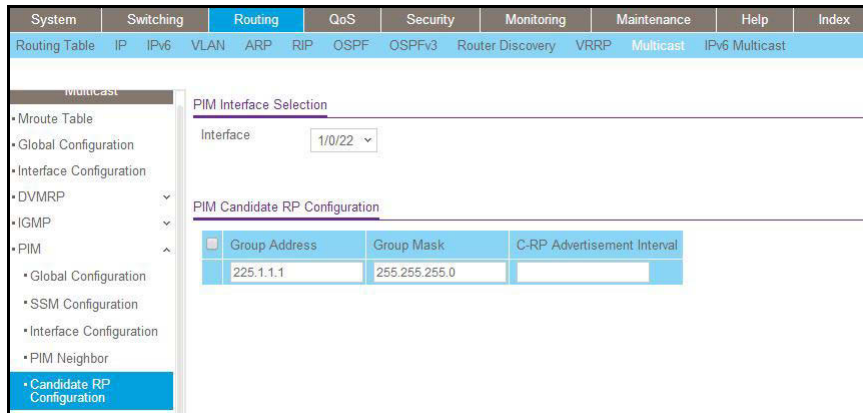 System Switching Routing QoS Security Monitoring Maintenance Help Index
Routing Table IP IPv6 VLAN ARP RIP OSPF OSPFv3 Router Discovery VRRP Multicast IPv6 Multicast
Multicast
Mroute Table
Global Configuration
Interface Configuration
DVMRP
IGMP
PIM
Global Configuration
SSM Configuration
Interface Configuration
PIM Neighbor
Candidate RP
Configuration
PIM Interface Selection
Interface 1/0/22
PIM Candidate RP Configuration
Group Address Group Mask C-RP Advertisement Interval
225.1.1.1 255.255.255.0